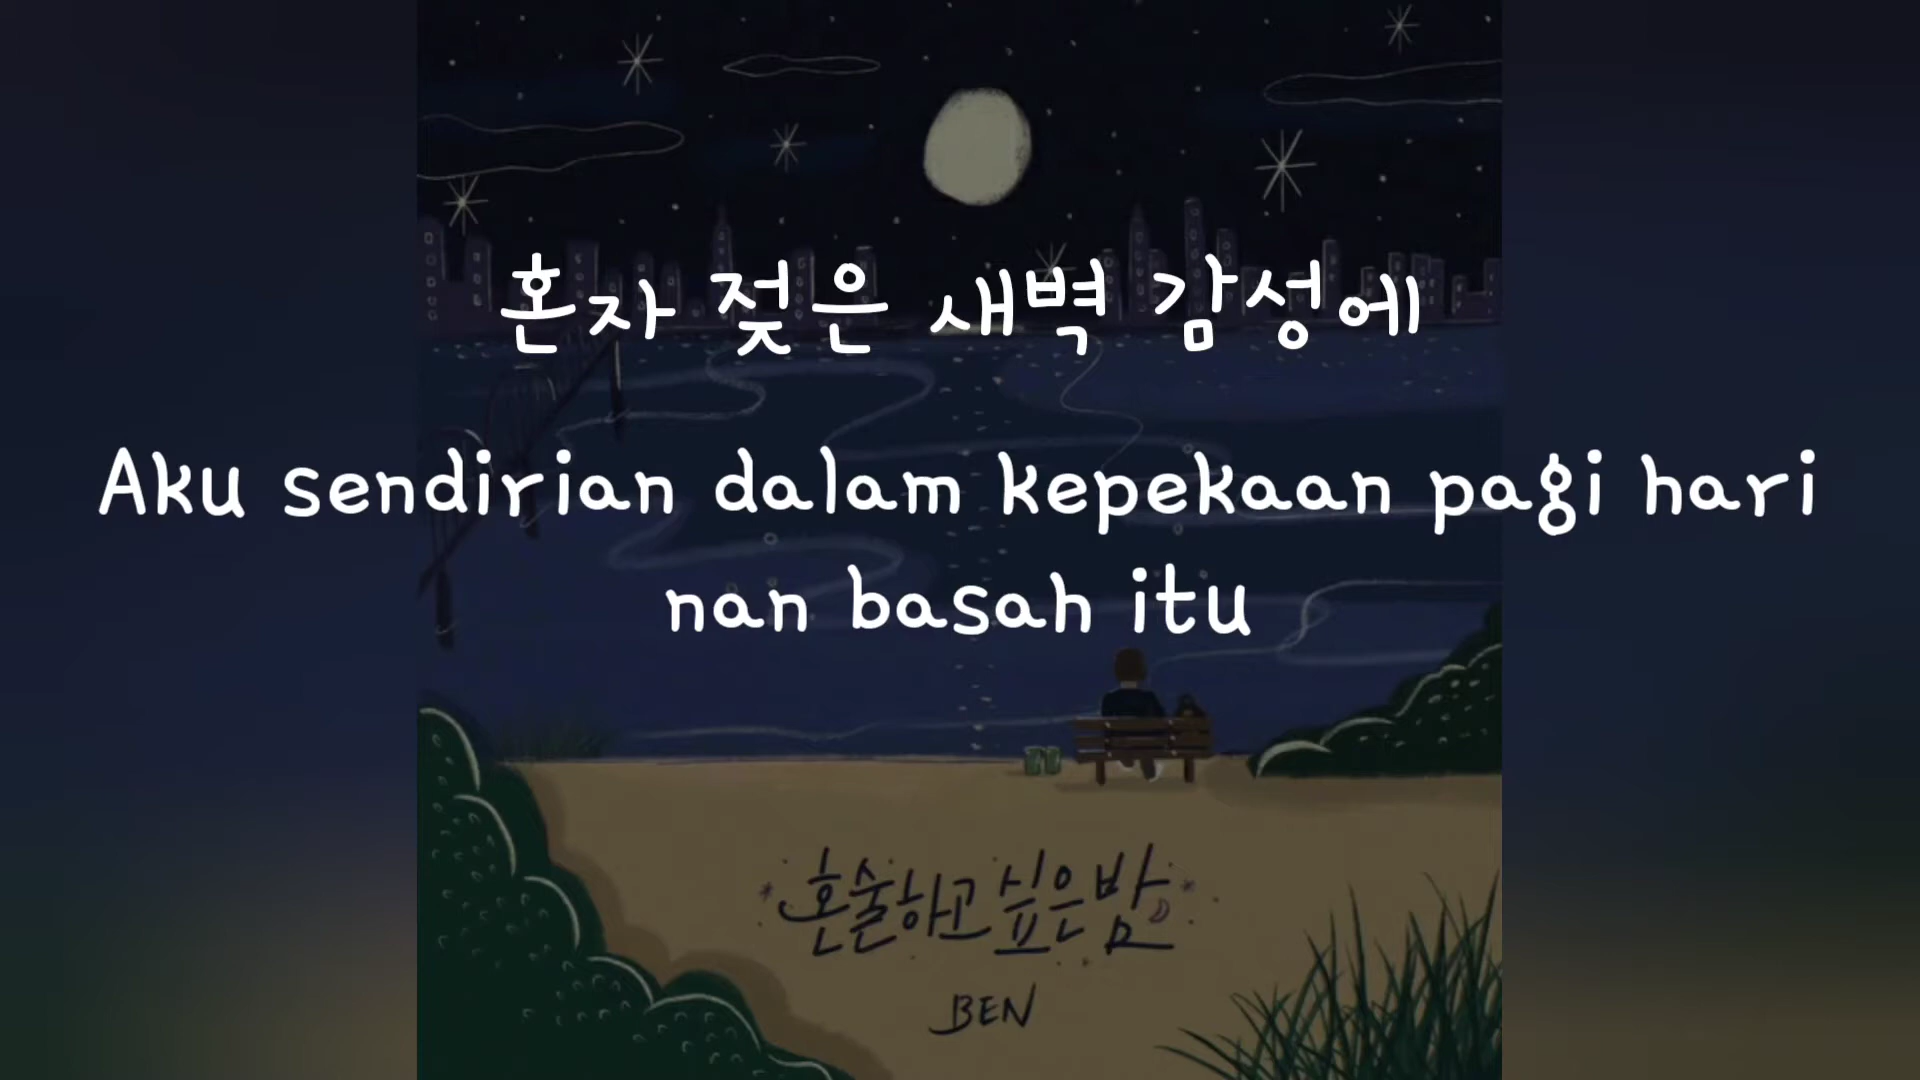 혼자 젖은 새벽 감성에
Aku sendirian dalam kepekaan pagi hari
nan basah itu
혼술하고 싶은 밤
BEN